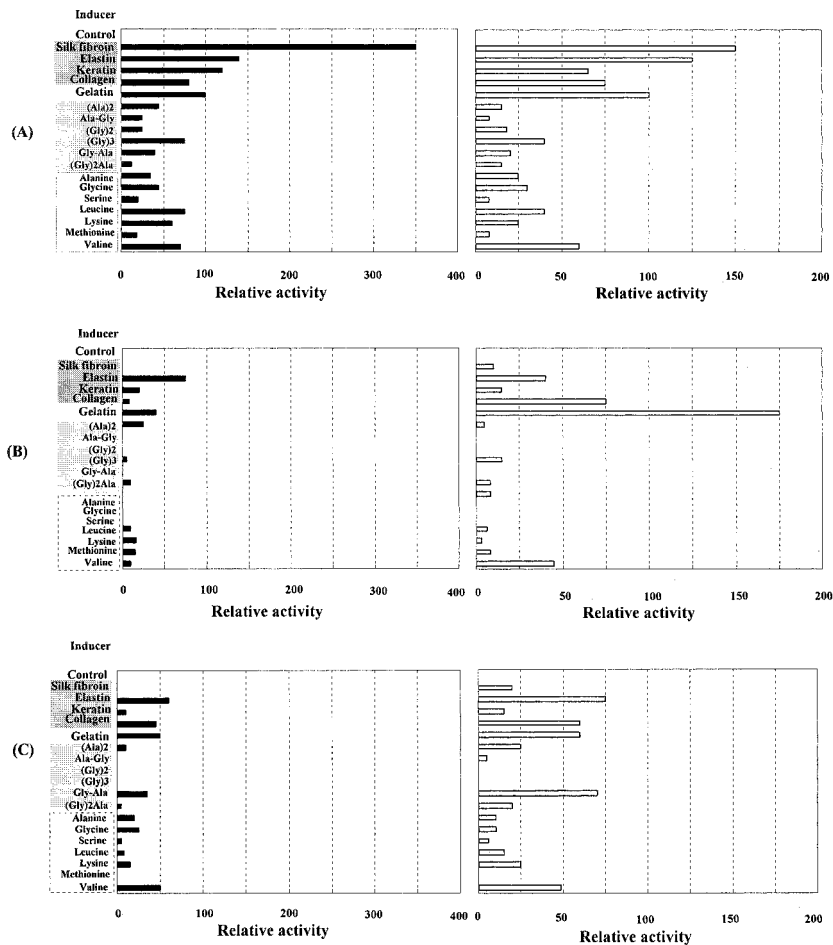 Inducer
Control
Silk fibroin
Elastin
Keratin
Collagen
Gelatin
(Ala)2
Ala-Gly
(Gly)2
(A)
(Gly)3
Gly-Ala
(Gly)2Ala
Alanine
Glycine
Serine
Leucine
Lysine
Methionine
Valine
0 100 200 300 400
Relative activity
0 50 100 150 200
Relative activity
Inducer
Control
Silk fibroin
Elastin
Keratin
Collagen
Gelatin
(Ala)2
Ala-Gly
(B)
(Gly)2
(Gly)3
Gly-Ala
(Gly)2Ala
Alanine
Glycine
Serine
Leucine
Lysine
Methionine
Valine
0 100 200 300 400
Relative activity
0 50 100 150 200
Relative activity
Inducer
Control
Silk fibroin
Elastin
Keratin
Collagen
Gelatin
(C)
(Ala)2
Ala-Gly
(Gly)2
(Gly)3
Gly-Ala
(Gly)2Ala
Alanine
Glycine
Serine
Leucine
Lysine
Methionine
Valine
0 100 200 300 400
Relative activity
0 50 100 150 200
Relative activity